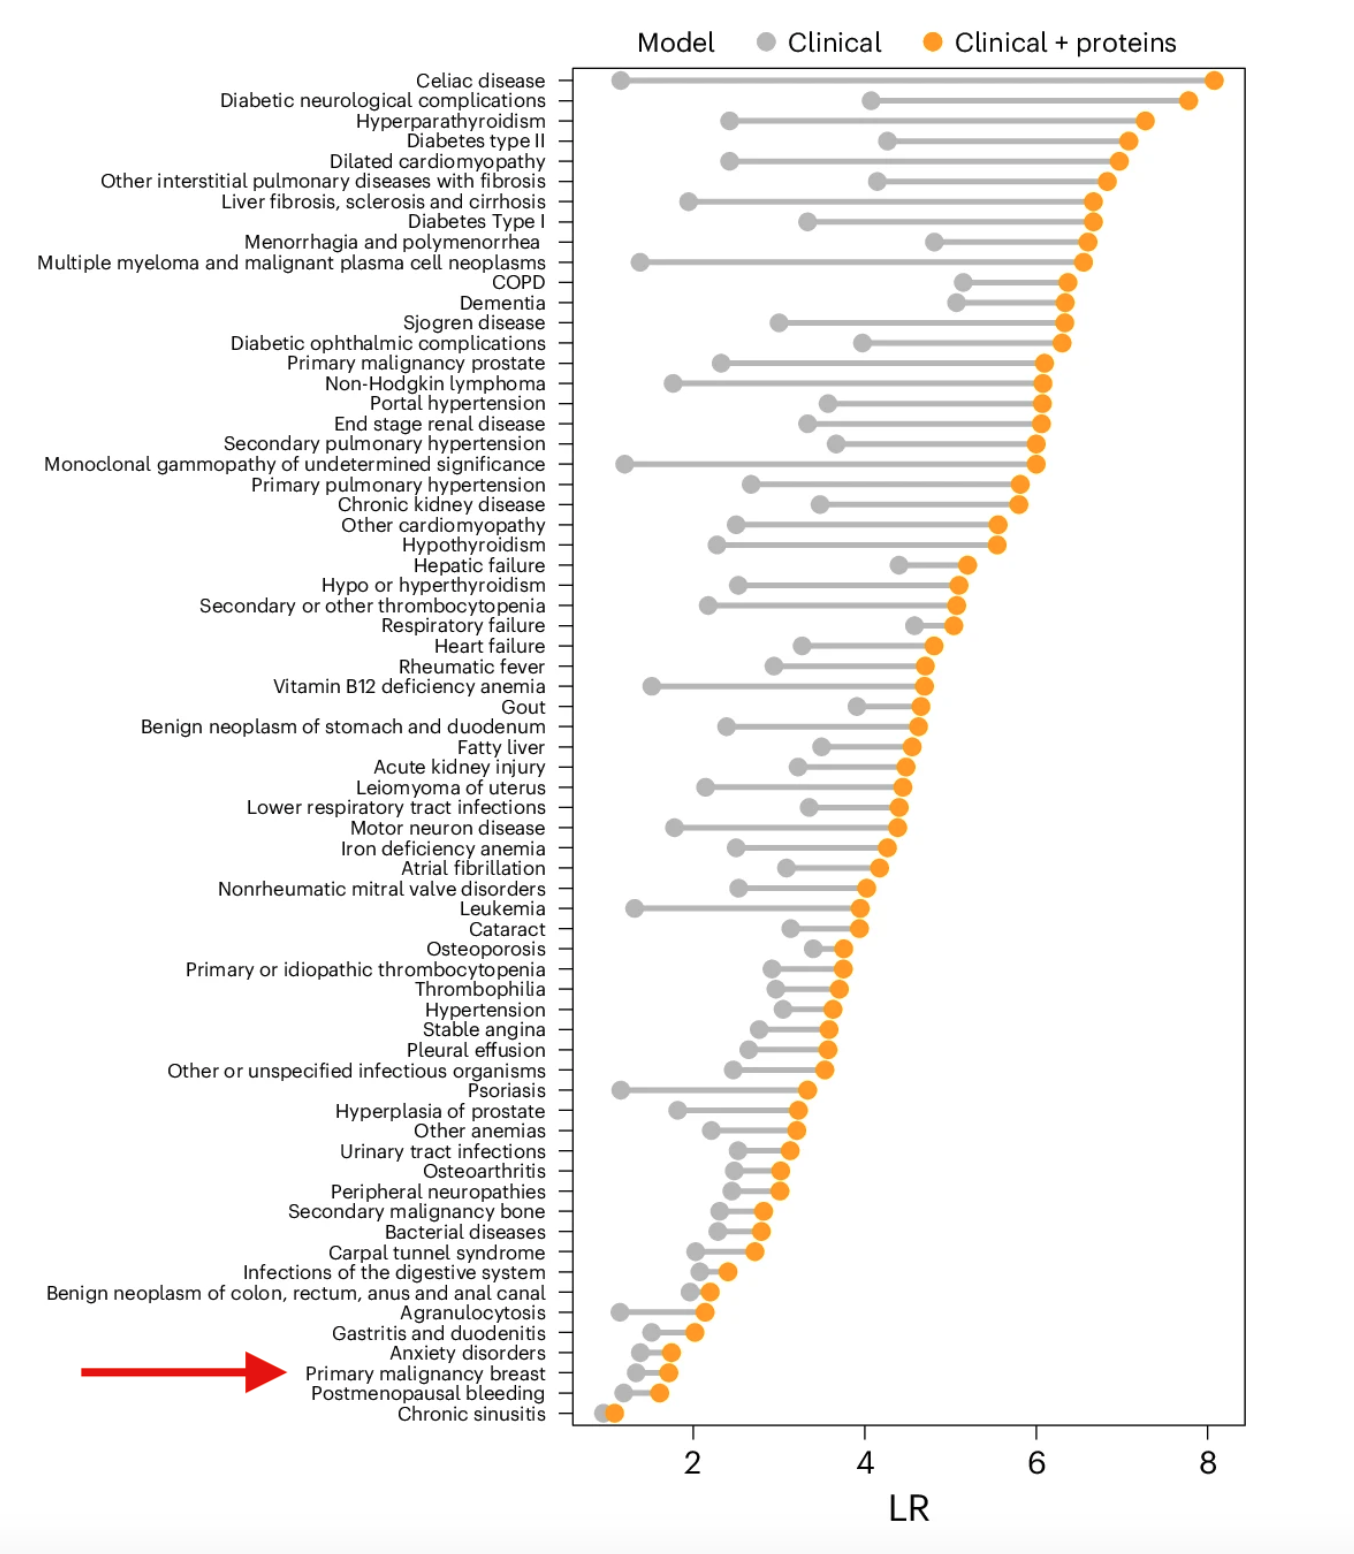 Model Clinical Clinical + proteins
Celiac disease
Diabetic neurological complications
Hyperparathyroidism
Diabetes type II
Dilated cardiomyopathy
Other interstitial pulmonary diseases with fibrosis
Liver fibrosis, sclerosis and cirrhosis
Diabetes Type I
Menorrhagia and polymenorrhea
Multiple myeloma and malignant plasma cell neoplasms
COPD
Dementia
Sjogren disease
Diabetic ophthalmic complications
Primary malignancy prostate
Non-Hodgkin lymphoma
Portal hypertension
End stage renal disease
Secondary pulmonary hypertension
Monoclonal gammopathy of undetermined significance
Primary pulmonary hypertension
Chronic kidney disease
Other cardiomyopathy
Hypothyroidism
Hepatic failure
Hypo or hyperthyroidism
Secondary or other thrombocytopenia
Respiratory failure
Heart failure
Rheumatic fever
Vitamin B12 deficiency anemia
Gout
Benign neoplasm of stomach and duodenum
Fatty liver
Acute kidney injury
Leiomyoma of uterus
Lower respiratory tract infections
Motor neuron disease
Iron deficiency anemia
Atrial fibrillation
Nonrheumatic mitral valve disorders
Leukemia
Cataract
Osteoporosis
Primary or idiopathic thrombocytopenia
Thrombophilia
Hypertension
Stable angina
Pleural effusion
Other or unspecified infectious organisms
Psoriasis
Hyperplasia of prostate
Other anemias
Urinary tract infections
Osteoarthritis
Peripheral neuropathies
Secondary malignancy bone
Bacterial diseases
Carpal tunnel syndrome
Infections of the digestive system
Benign neoplasm of colon, rectum, anus and anal canal
Agranulocytosis
Gastritis and duodenitis
Anxiety disorders
Primary malignancy breast
Postmenopausal bleeding
Chronic sinusitis
2 4 6 8
LR